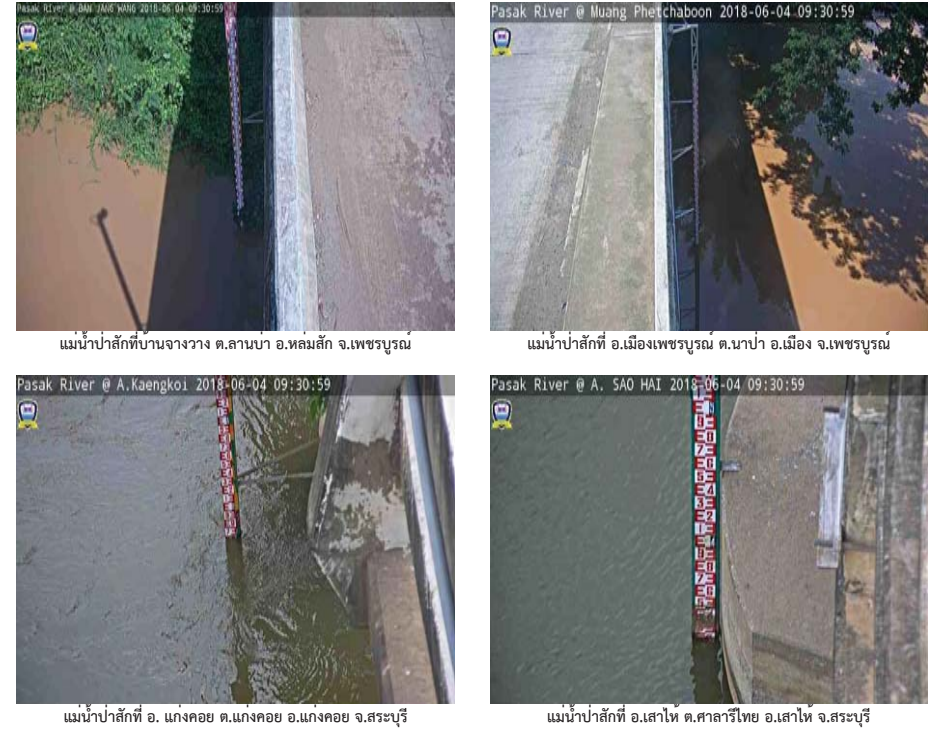 Pasak River @ BAN JANG WANG 2018-06-04 09:30:59
Pasak River @ Muang Phetchaboon 2018-06-04 09:30:59
แม่น้ำป่าสักที่บ้านจางวาง ต.ลานบ่า อ.หล่มสัก จ.เพชรบูรณ์
แม่น้ำป่าสักที่ อ.เมืองเพชรบูรณ์ ต.นาป่า อ.เมือง จ.เพชรบูรณ์
Pasak River @ A.Kaengkoi 2018-06-04 09:30:59
Pasak River @ A. SAO HAI 2018-06-04 09:30:59
แม่น้ำป่าสักที่ อ. แก่งคอย ต.แก่งคอย อ.แก่งคอย จ.สระบุรี
แม่น้ำป่าสักที่ อ.เสาไห้ ต.ศาลารีไทย อ.เสาไห้ จ.สระบุรี